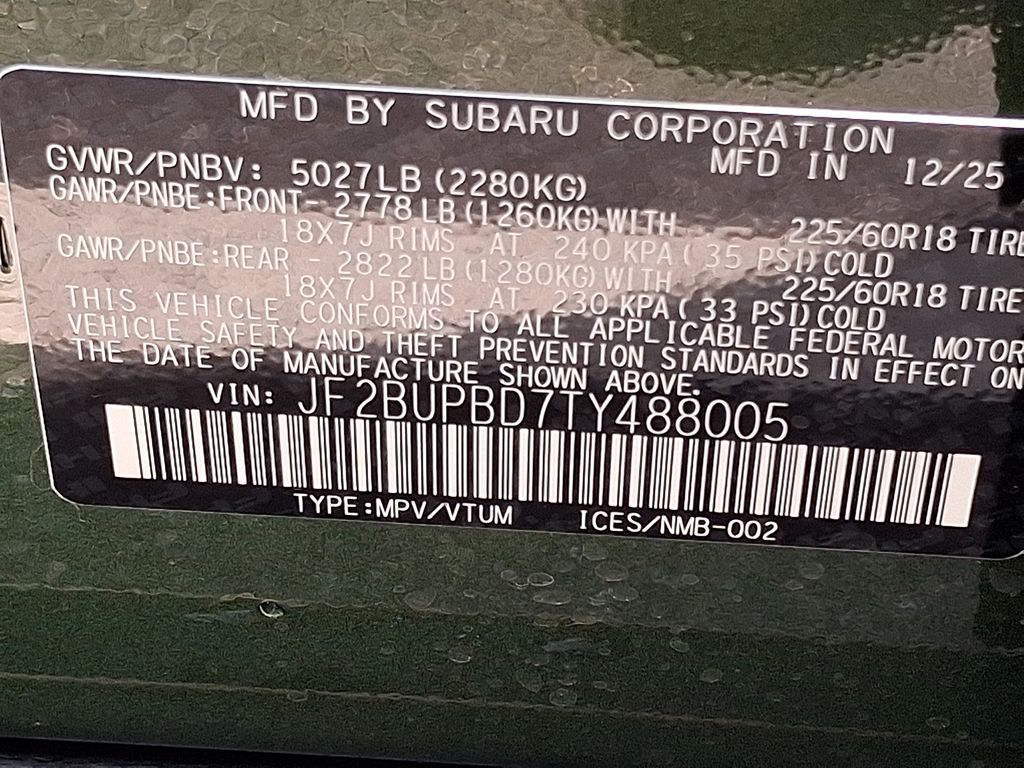 MFD BY SUBARU CORPORATION
MFD IN 12/25
GVWR/PNBV: 5027LB (2280KG)
GAWR/PNBE:FRONT- 2778LB(1260KG)WITH 225/60R18 TIRE
18X7J RIMS AT 240 KPA( 35 PSI)COLD
GAWR/PNBE:REAR - 2822LB(1280KG)WITH 225/60R18 TIRE
18X7J RIMS AT 230 KPA( 33 PSI)COLD
THIS VEHICLE CONFORMS TO ALL APPLICABLE FEDERAL MOTOR
VEHICLE SAFETY AND THEFT PREVENTION STANDARDS IN EFFECT ON
THE DATE OF MANUFACTURE SHOWN ABOVE.
VIN: JF2BUPBD7TY488005
TYPE:MPV/VTUM ICES/NMB-002